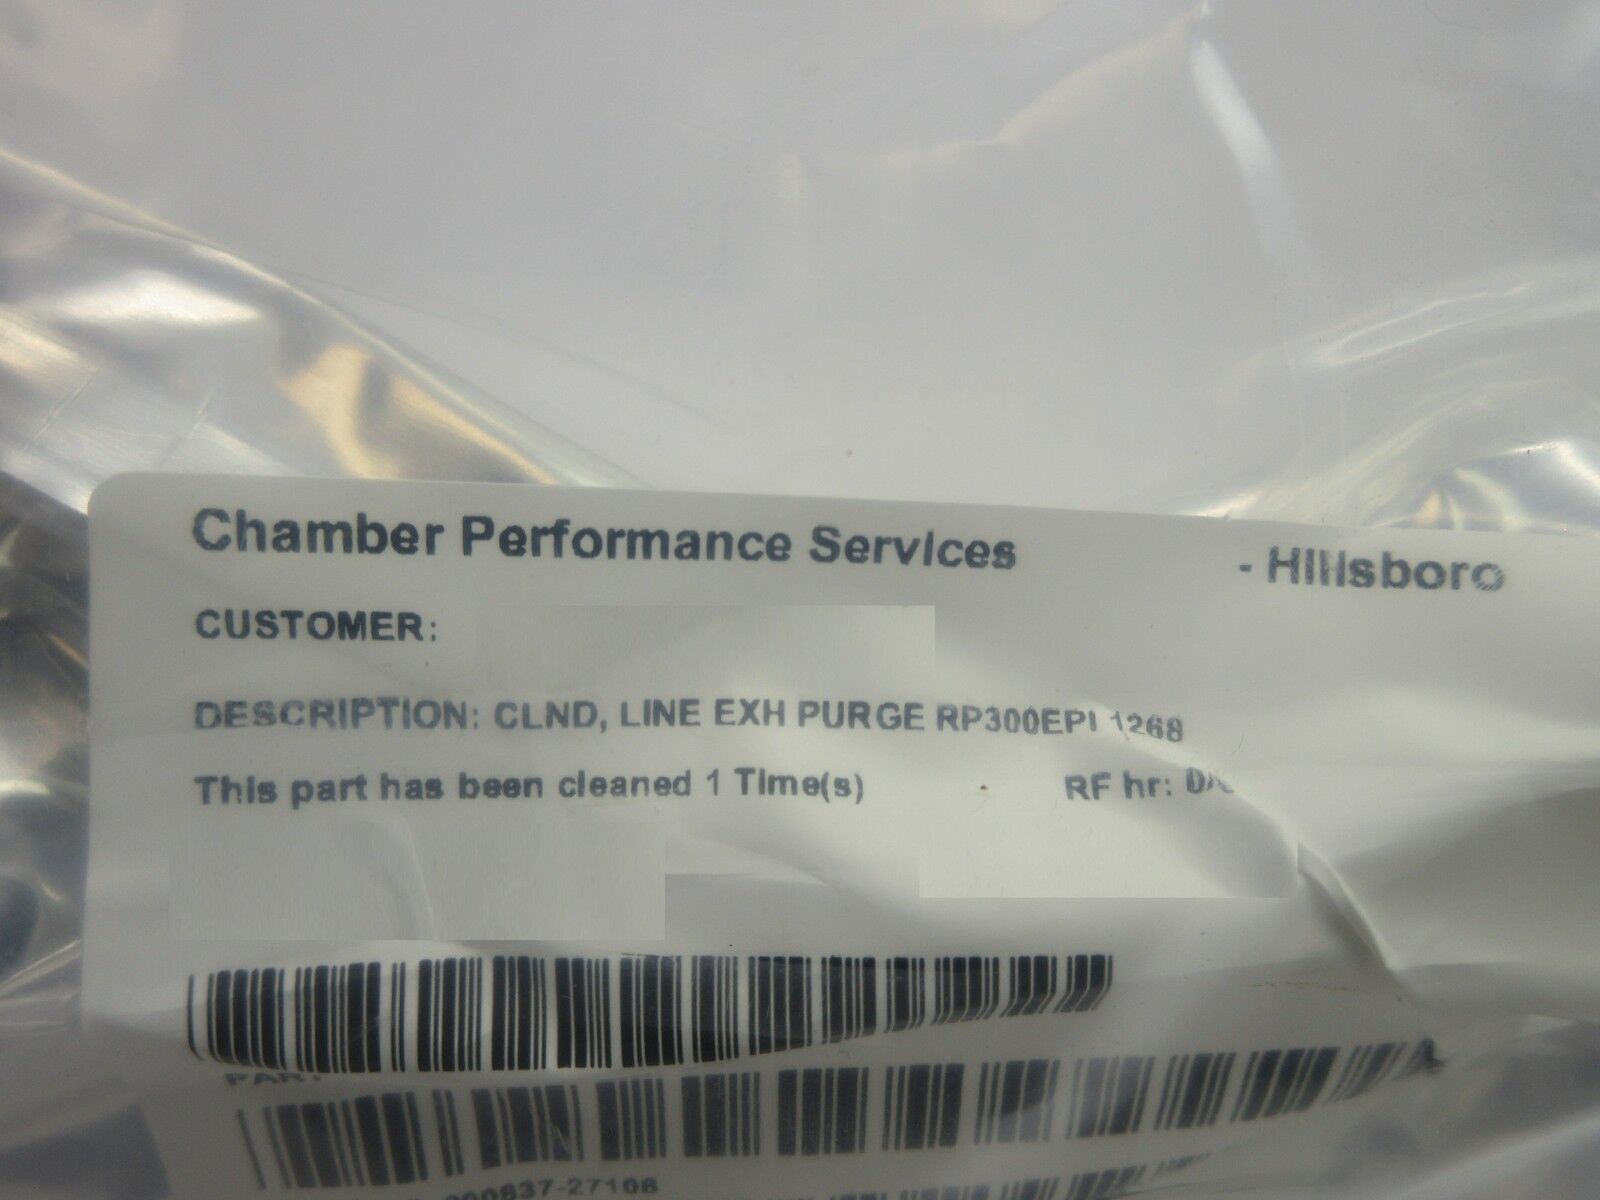 Chamber Performance Services - Hillsboro
CUSTOMER:
DESCRIPTION: CLND, LINE EXH PURGE RP300EPI 1268
This part has been cleaned 1 Time(s) RF hr: